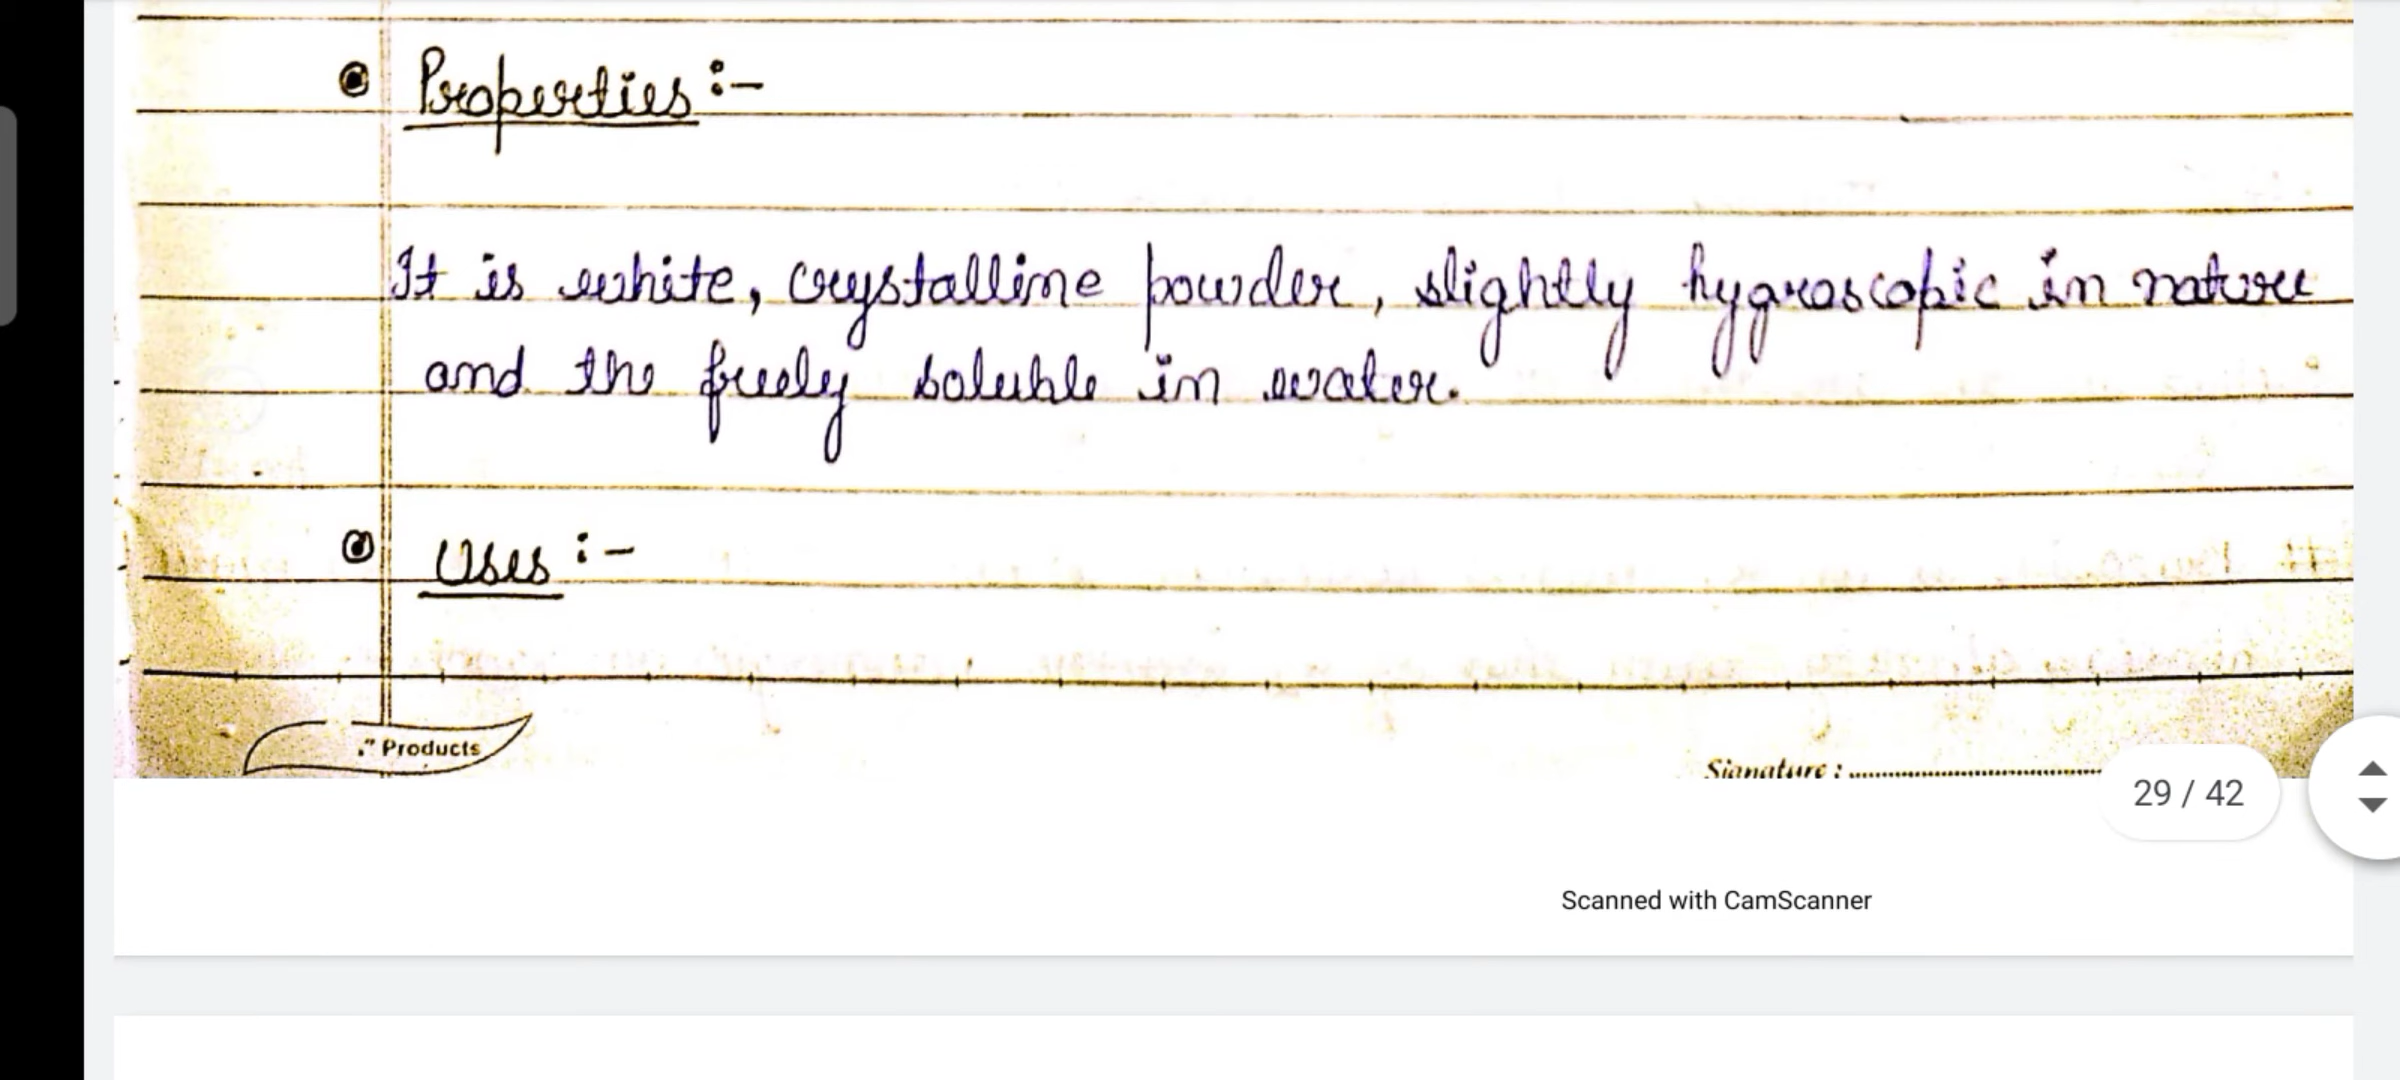 Properties :-
It is white, crystalline powder, slightly hygroscopic in nature
and the freely soluble in water.
Uses :-
Products
Signature :
29 / 42
Scanned with CamScanner